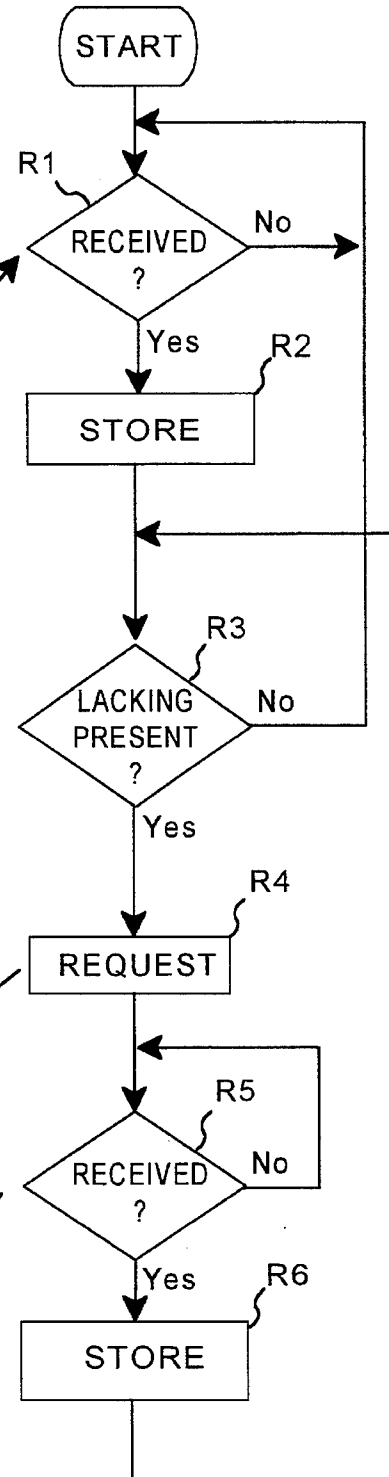 START
R1
RECEIVED
?
No
Yes
R2
STORE
R3
LACKING
PRESENT
?
No
Yes
R4
REQUEST
R5
RECEIVED
?
No
Yes
R6
STORE